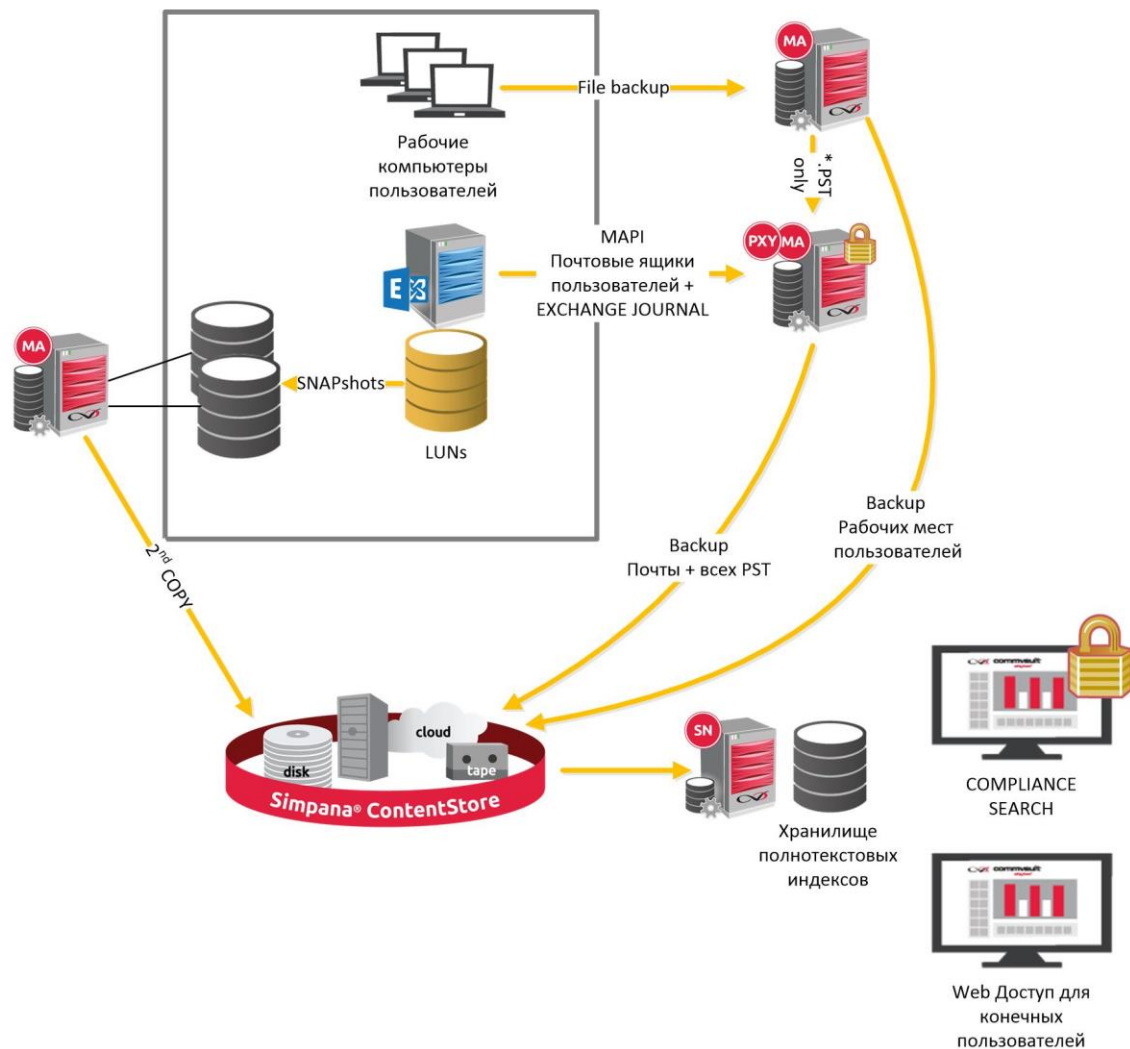 MA
File backup
Рабочие
компьютеры
пользователей
*.PST
only
MAPI
Почтовые ящики
пользователей +
EXCHANGE JOURNAL
PXY
MA
E
MA
SNAPshots
LUNs
2nd COPY
Backup
Почты + всех PST
Backup
Рабочих мест
пользователей
cloud
disk
tape
Simpana® ContentStore
SN
Хранилище
полнотекстовых
индексов
commvault
COMPLIANCE
SEARCH
commvault
Web Доступ для
конечных
пользователей